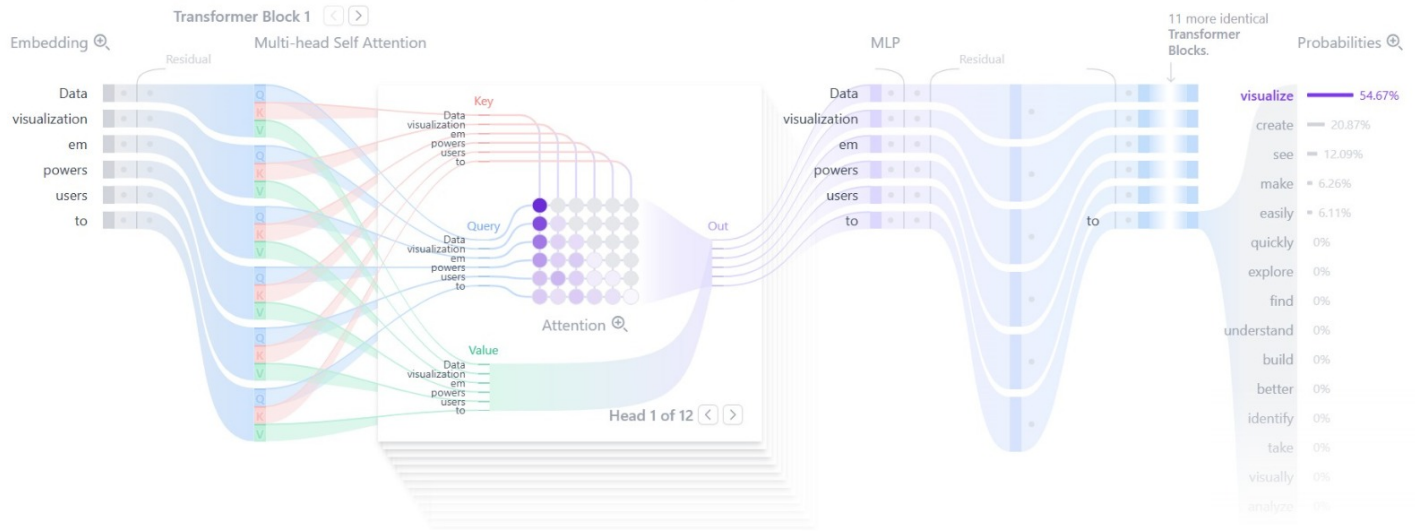 Transformer Block 1 < >
11 more identical
Transformer
Blocks.
Embedding
Multi-head Self Attention
MLP
Probabilities
Residual
Residual
Data
visualization
em
powers
users
to
Q
K
V
Q
K
V
Q
K
V
Q
K
V
Q
K
V
Q
K
V
Key
Data
visualization
em
powers
users
to
Query
Data
visualization
em
powers
users
to
Attention
Value
Data
visualization
em
powers
users
to
Out
Head 1 of 12 < >
Data
visualization
em
powers
users
to
to
visualize 54.67%
create 20.87%
see 12.09%
make 6.26%
easily 6.11%
quickly 0%
explore 0%
find 0%
understand 0%
build 0%
better 0%
identify 0%
take 0%
visually 0%
analyze 0%